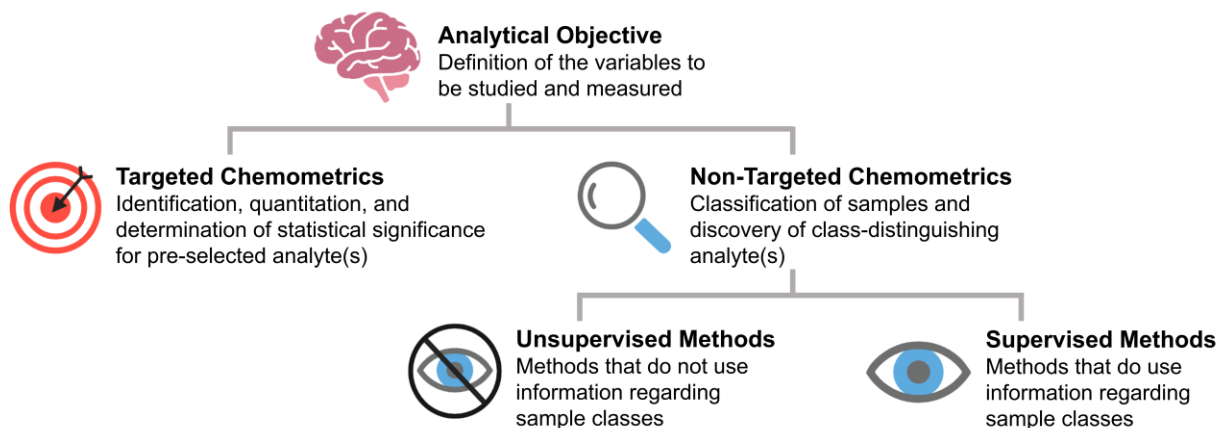 Analytical Objective
Definition of the variables to
be studied and measured
Targeted Chemometrics
Identification, quantitation, and
determination of statistical significance
for pre-selected analyte(s)
Non-Targeted Chemometrics
Classification of samples and
discovery of class-distinguishing
analyte(s)
Unsupervised Methods
Methods that do not use
information regarding
sample classes
Supervised Methods
Methods that do use
information regarding
sample classes